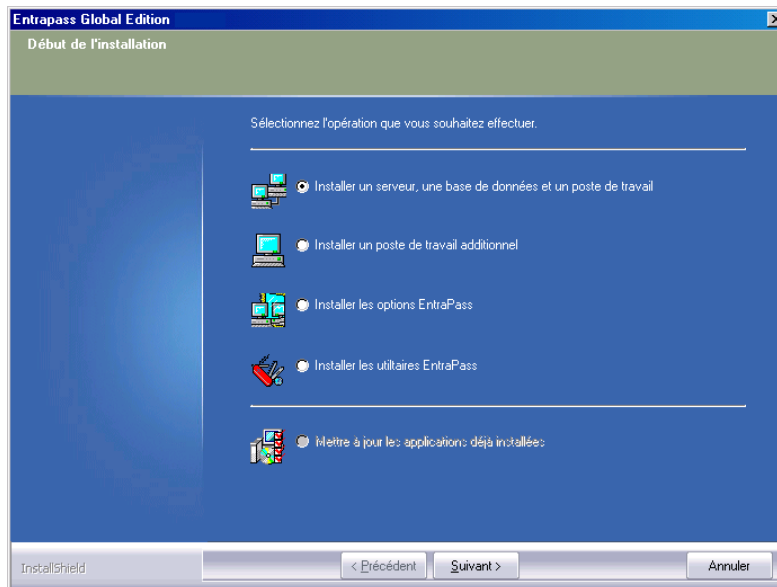 Entrapass Global Edition
Début de l'installation
Sélectionnez l'opération que vous souhaitez effectuer.
Installer un serveur, une base de données et un poste de travail
Installer un poste de travail additionnel
Installer les options EntraPass
Installer les utiltaires EntraPass
Mettre à jour les applications déjà installées
InstallShield
< Précédent
Suivant >
Annuler